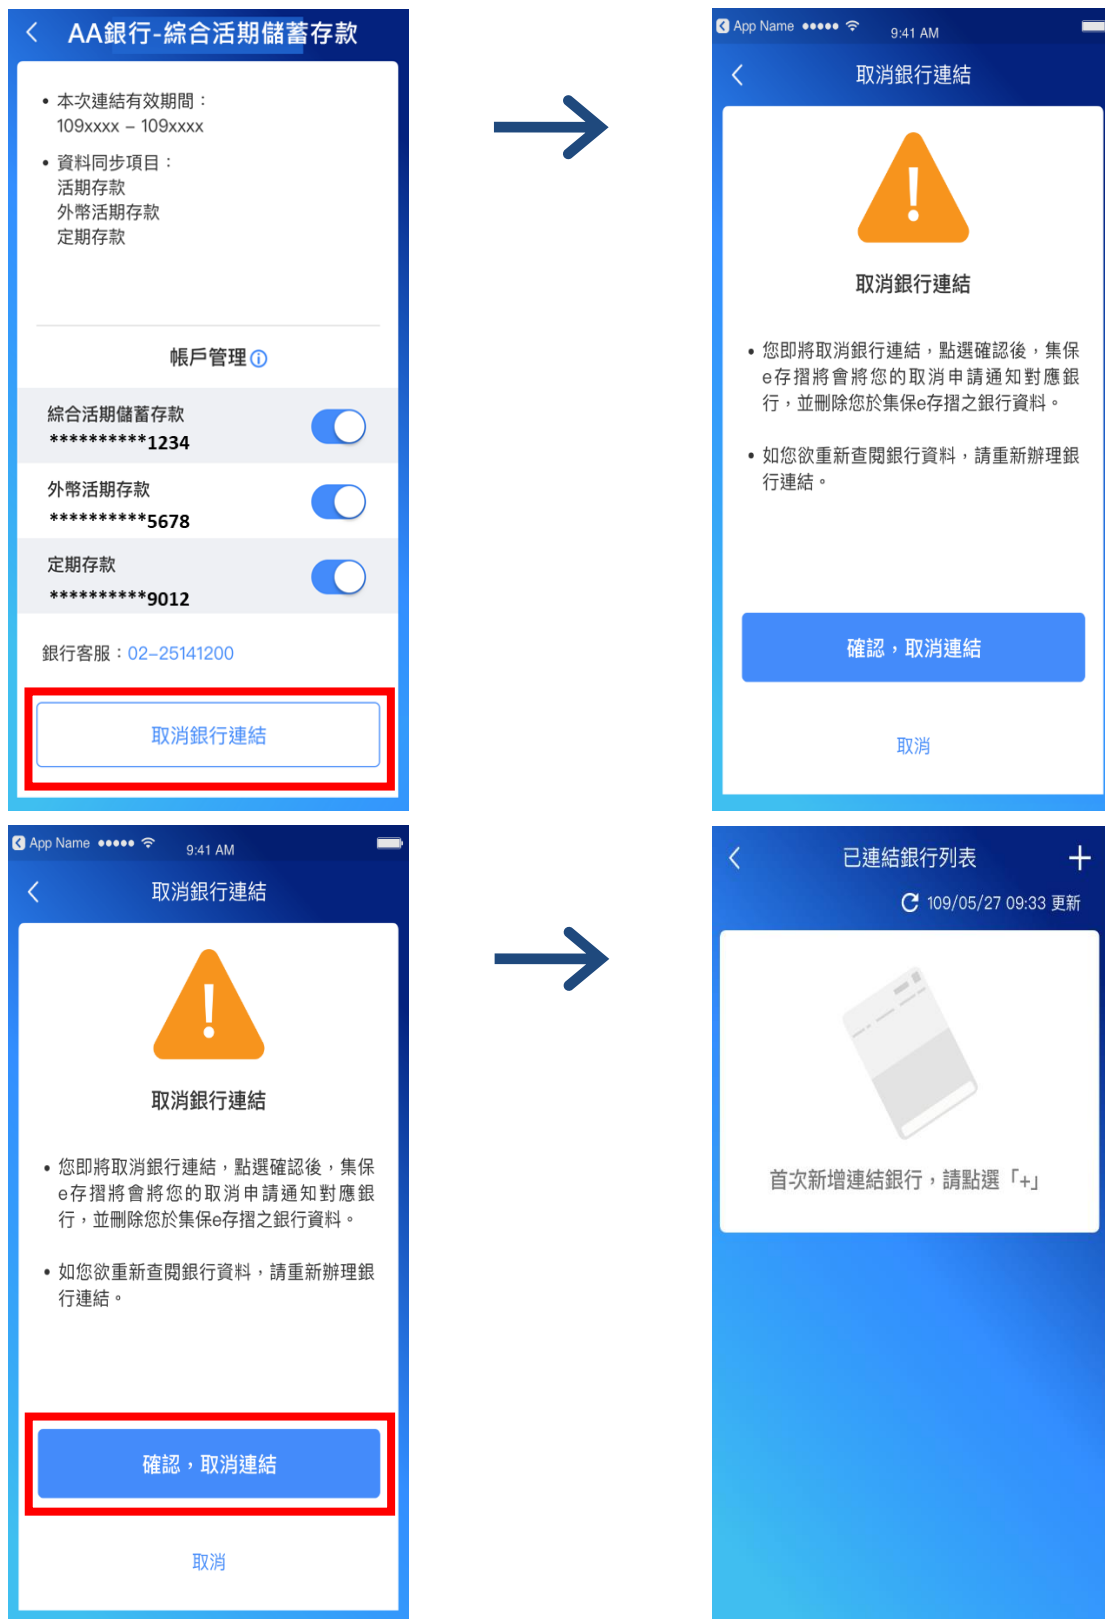 AA銀行-綜合活期儲蓄存款
• 本次連結有效期間：
109xxxx – 109xxxx
• 資料同步項目：
活期存款
外幣活期存款
定期存款
帳戶管理
綜合活期儲蓄存款
**********1234
外幣活期存款
**********5678
定期存款
**********9012
銀行客服：02–25141200
取消銀行連結
App Name
9:41 AM
取消銀行連結
取消銀行連結
• 您即將取消銀行連結，點選確認後，集保
e存摺將會將您的取消申請通知對應銀
行，並刪除您於集保e存摺之銀行資料。
• 如您欲重新查閱銀行資料，請重新辦理銀
行連結。
確認，取消連結
取消
App Name
9:41 AM
取消銀行連結
取消銀行連結
• 您即將取消銀行連結，點選確認後，集保
e存摺將會將您的取消申請通知對應銀
行，並刪除您於集保e存摺之銀行資料。
• 如您欲重新查閱銀行資料，請重新辦理銀
行連結。
確認，取消連結
取消
已連結銀行列表
109/05/27 09:33 更新
首次新增連結銀行，請點選「+」